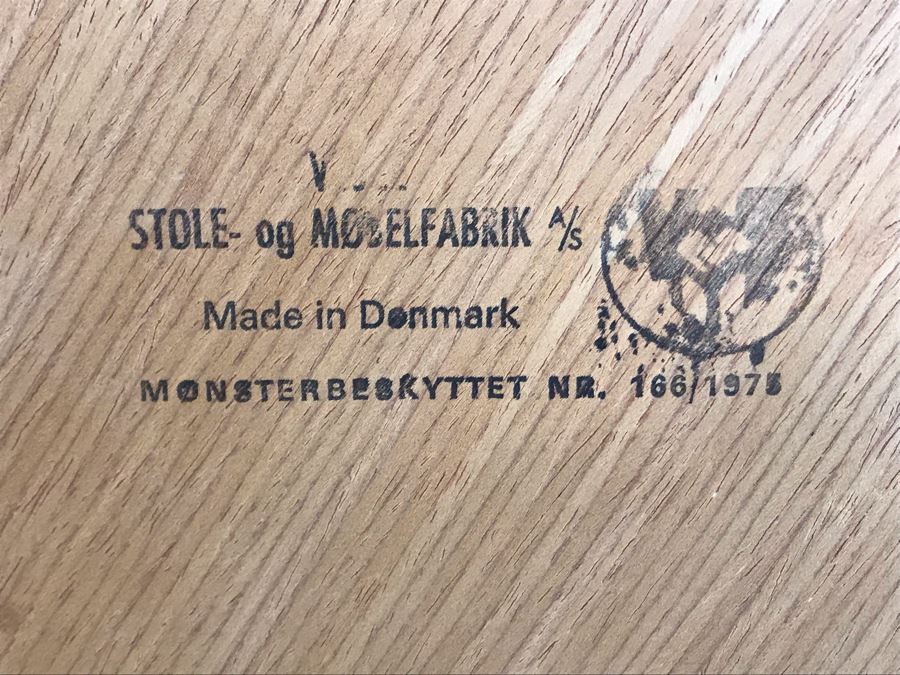 STOLE- og MØBELFABRIK A/S
Made in Denmark
MØNSTERBESKYTTET NR. 166/1975